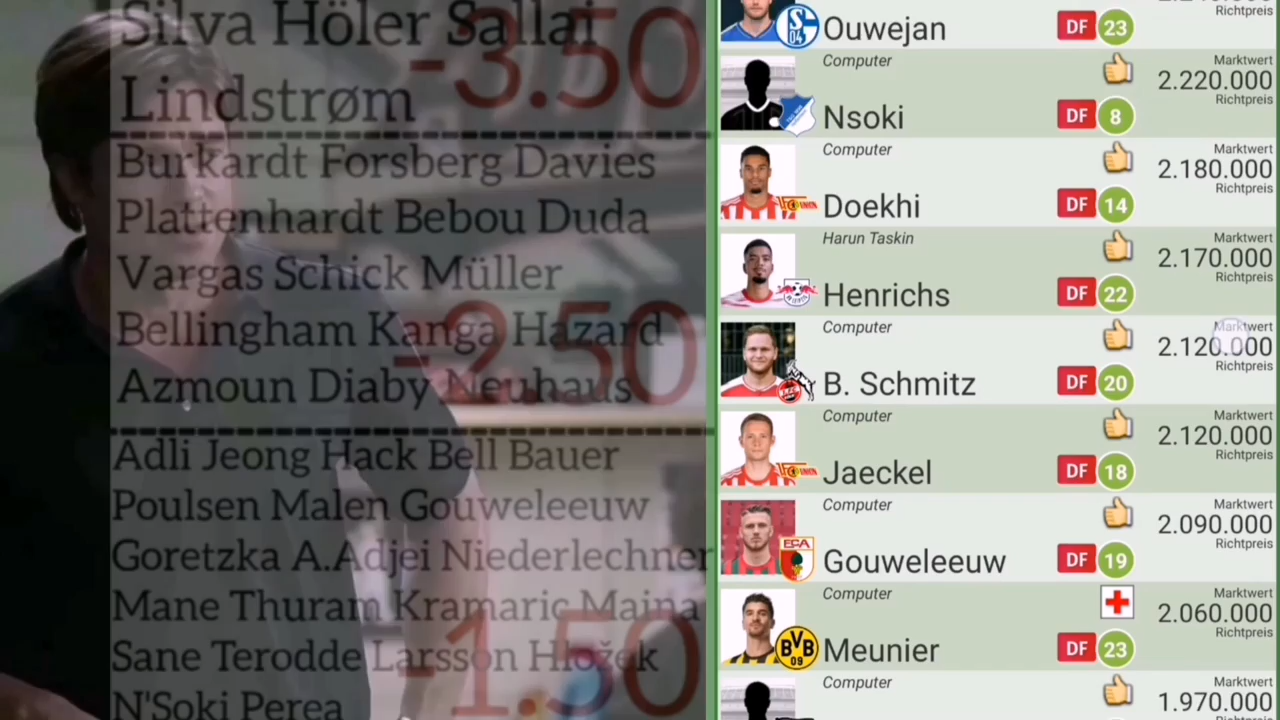 Silva Höler Sallai
-3.50
Lindstrøm
Burkardt Forsberg Davies
Plattenhardt Bebou Duda
Vargas Schick Müller
Bellingham Kanga Hazard
-2.50
Azmoun Diaby Neuhaus
Adli Jeong Hack Bell Bauer
Poulsen Malen Gouweleeuw
Goretzka A.Adjei Niederlechner
Mane Thuram Kramaric Maina
Sane Terodde Larsson Hložek
-1.50
N'Soki Perea
Richtpreis
Ouwejan DF 23
Computer Marktwert
2.220.000
Nsoki DF 8 Richtpreis
Computer Marktwert
2.180.000
Doekhi DF 14 Richtpreis
Harun Taskin Marktwert
2.170.000
Henrichs DF 22 Richtpreis
Computer Marktwert
2.120.000
B. Schmitz DF 20 Richtpreis
Computer Marktwert
2.120.000
Jaeckel DF 18 Richtpreis
Computer Marktwert
2.090.000
FCA
Gouweleeuw DF 19 Richtpreis
Computer Marktwert
2.060.000
BVB 09
Meunier DF 23 Richtpreis
Computer Marktwert
1.970.000
Richtpreis